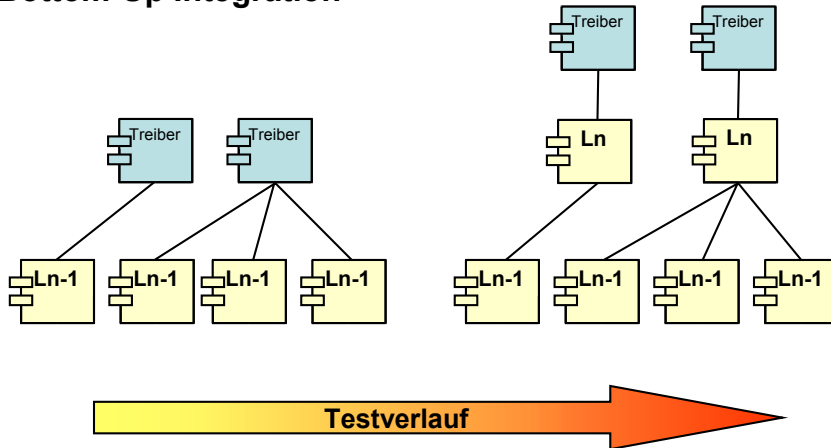 Bottom-Up Integration
Treiber Treiber
Treiber Treiber Ln Ln
Ln-1 Ln-1 Ln-1 Ln-1 Ln-1 Ln-1 Ln-1 Ln-1
Testverlauf